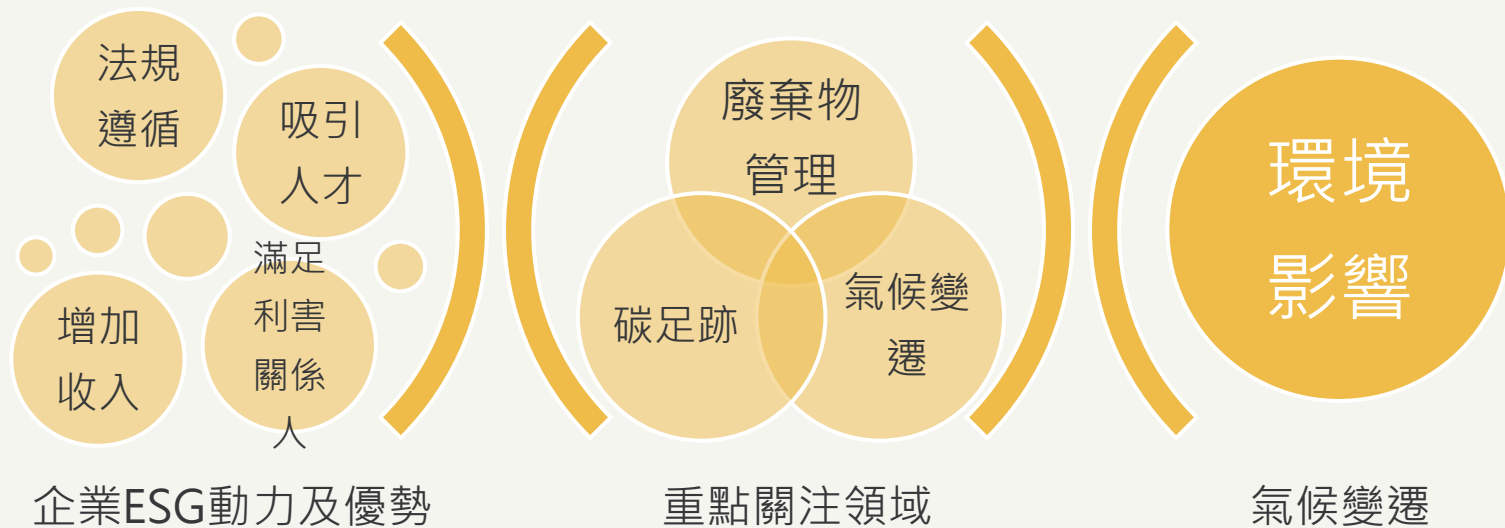 法規
遵循
吸引
人才
增加
收入
滿足
利害
關係
人
企業ESG動力及優勢
廢棄物
管理
碳足跡
氣候變
遷
重點關注領域
環境
影響
氣候變遷